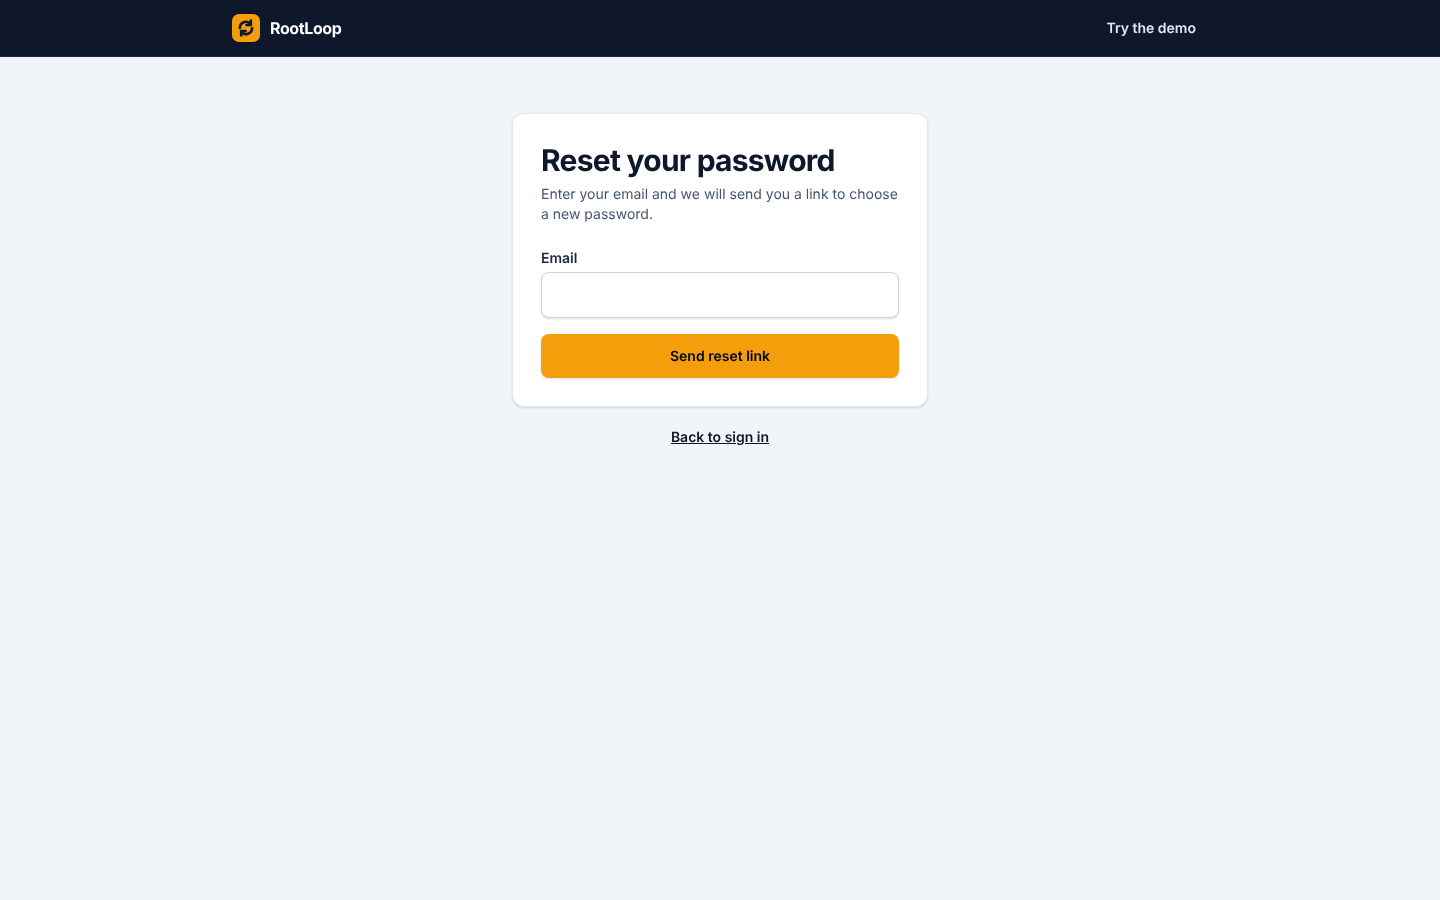 RootLoop
Try the demo
Reset your password
Enter your email and we will send you a link to choose
a new password.
Email
Send reset link
Back to sign in